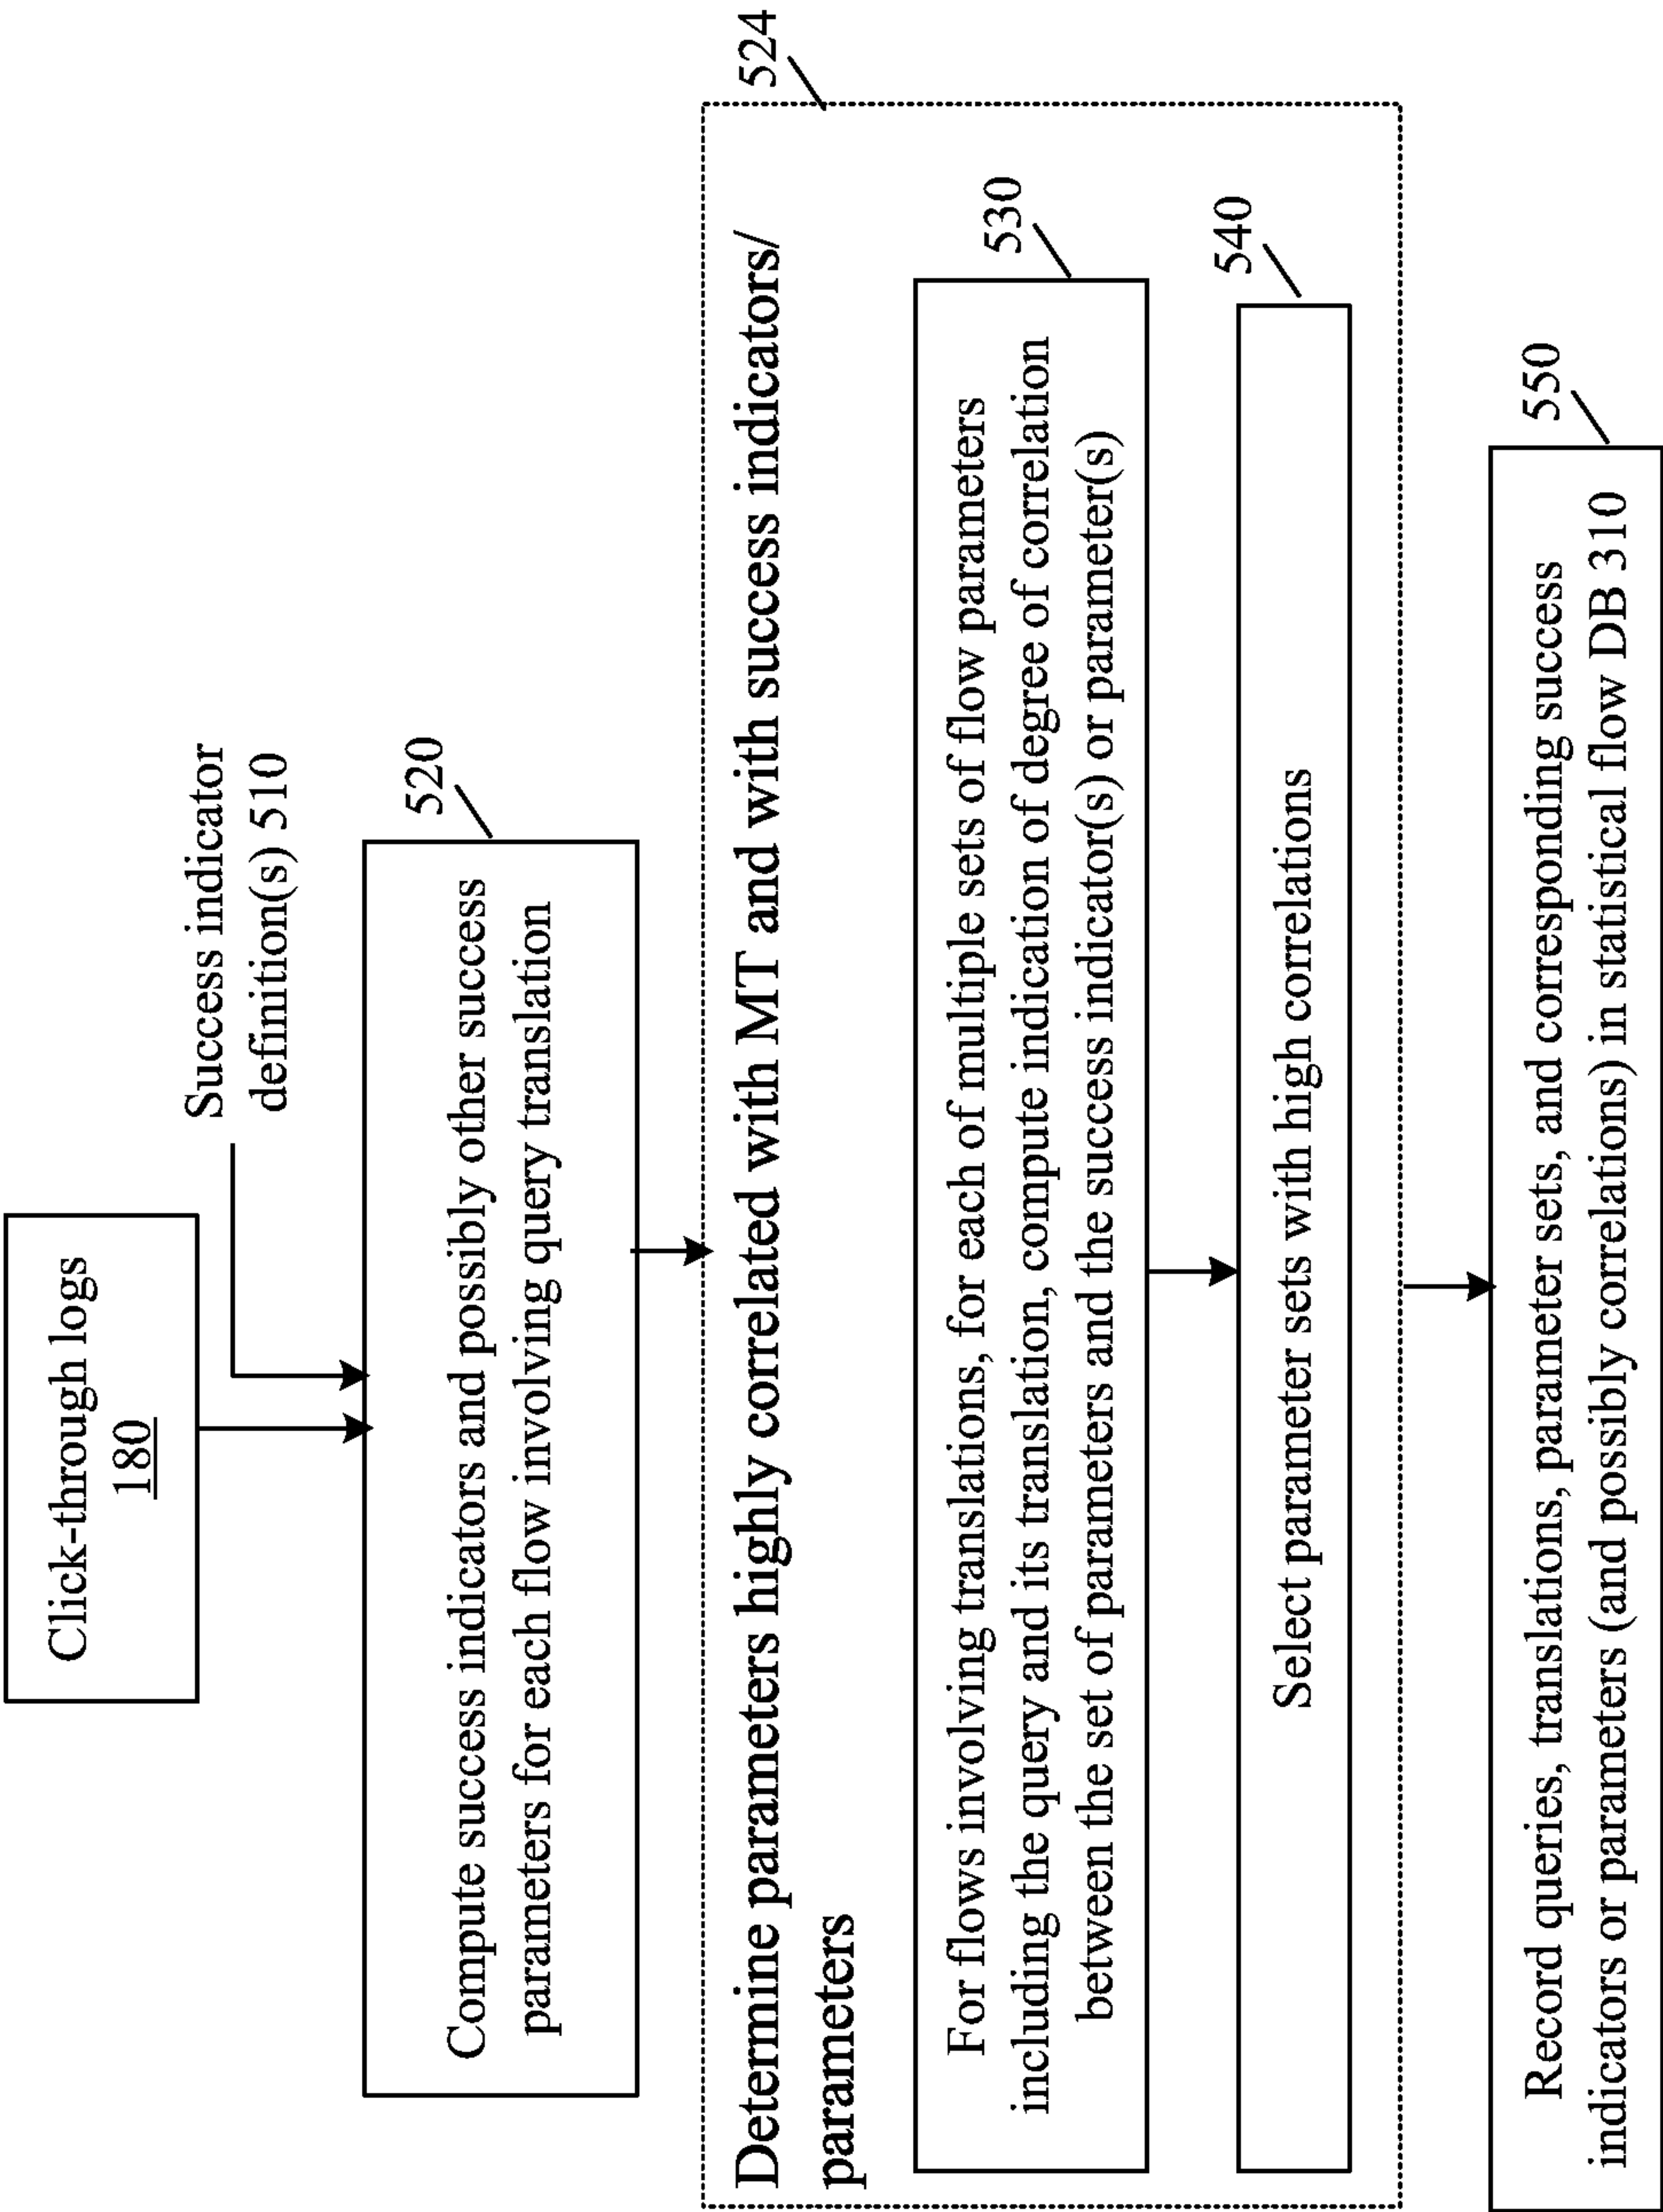 Click-through logs
180
Success indicator
definition(s) 510
520
Compute success indicators and possibly other success
parameters for each flow involving query translation
524
Determine parameters highly correlated with MT and with success indicators/
parameters
530
For flows involving translations, for each of multiple sets of flow parameters
including the query and its translation, compute indication of degree of correlation
between the set of parameters and the success indicator(s) or parameter(s)
540
Select parameter sets with high correlations
550
Record queries, translations, parameter sets, and corresponding success
indicators or parameters (and possibly correlations) in statistical flow DB 310